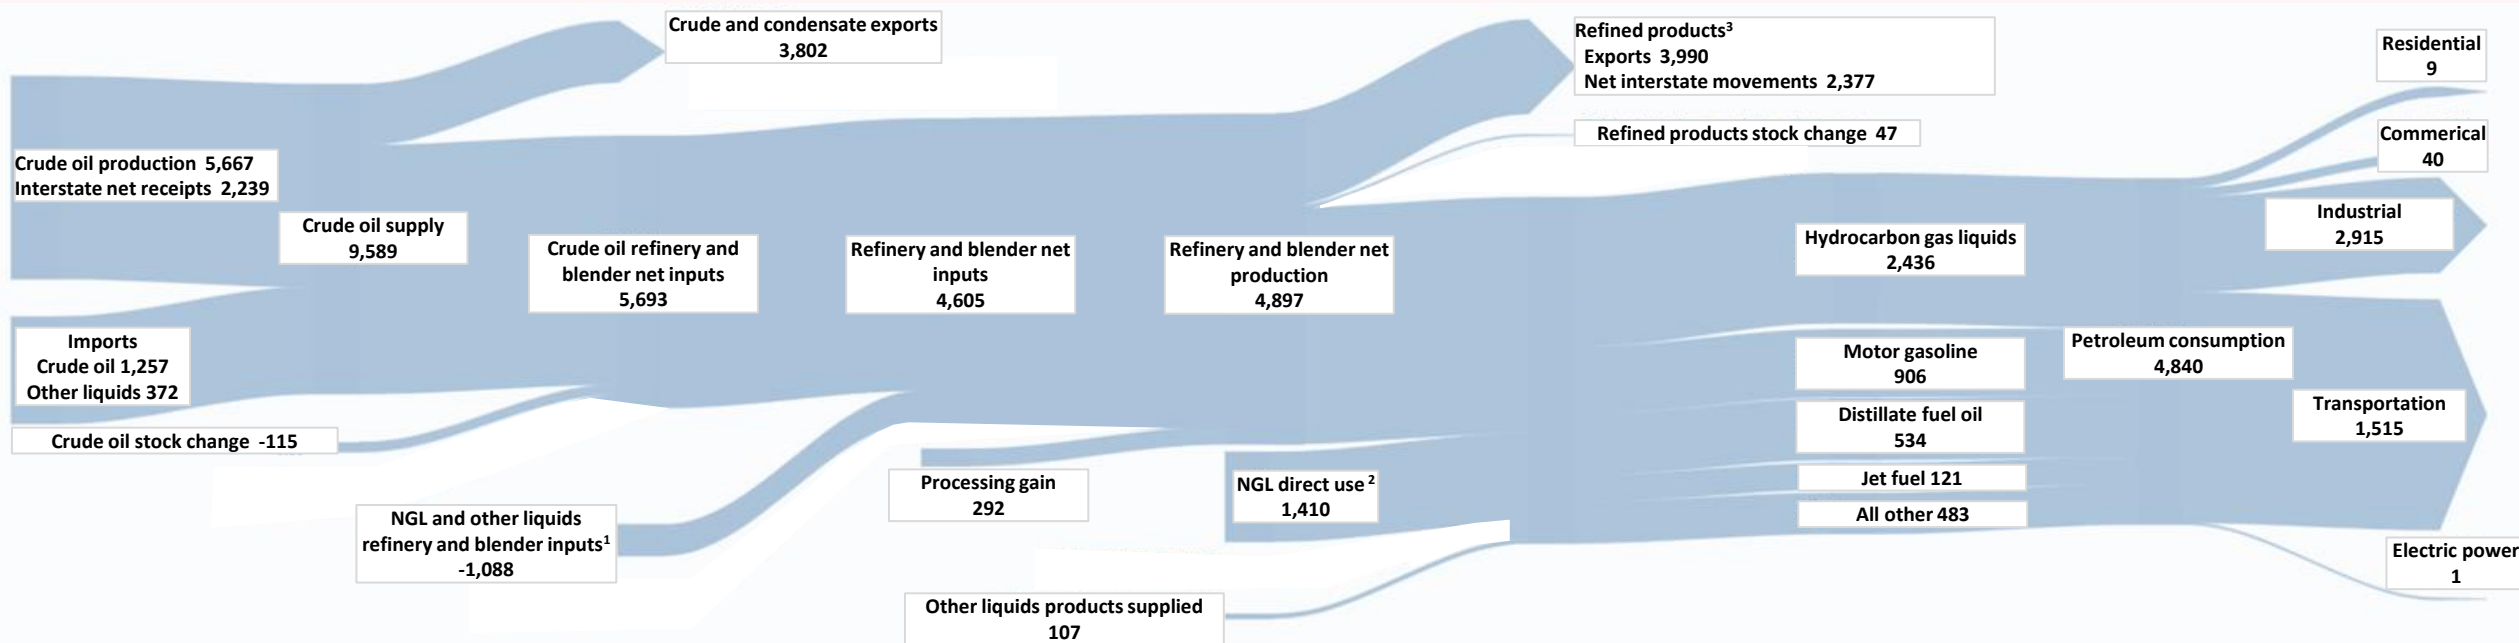 Crude and condensate exports
3,802
Refined products³
Exports 3,990
Net interstate movements 2,377
Residential
9
Refined products stock change 47
Commerical
40
Crude oil production 5,667
Interstate net receipts 2,239
Crude oil supply
9,589
Crude oil refinery and
blender net inputs
5,693
Refinery and blender net
inputs
4,605
Refinery and blender net
production
4,897
Hydrocarbon gas liquids
2,436
Industrial
2,915
Imports
Crude oil 1,257
Other liquids 372
Motor gasoline
906
Petroleum consumption
4,840
Crude oil stock change -115
Distillate fuel oil
534
Transportation
1,515
Processing gain
292
NGL direct use ²
1,410
Jet fuel 121
All other 483
NGL and other liquids
refinery and blender inputs¹
-1,088
Electric power
1
Other liquids products supplied
107